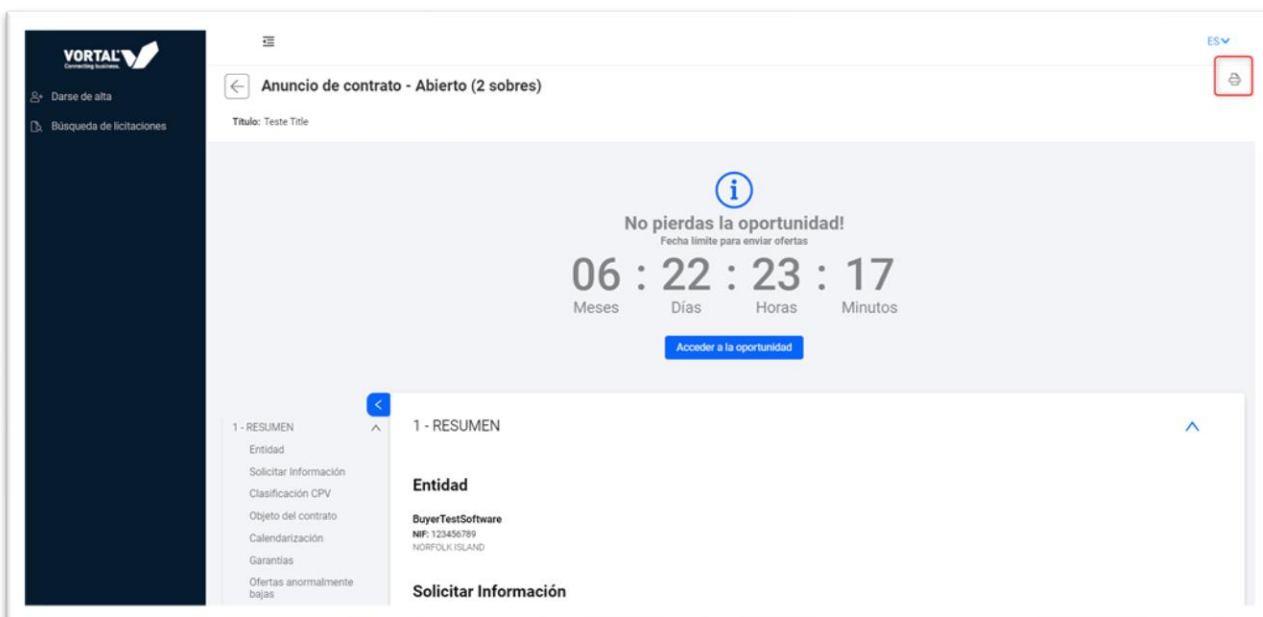 VORTAL
Connecting business.
ES
Darse de alta
Búsqueda de licitaciones
Anuncio de contrato - Abierto (2 sobres)
Título: Teste Title
No pierdas la oportunidad!
Fecha límite para enviar ofertas
06 : 22 : 23 : 17
Meses Días Horas Minutos
Acceder a la oportunidad
1 - RESUMEN
Entidad
Solicitar Información
Clasificación CPV
Objeto del contrato
Calendarización
Garantías
Ofertas anormalmente
bajas
1 - RESUMEN
Entidad
BuyerTestSoftware
NIF: 123456789
NORFOLK ISLAND
Solicitar Información